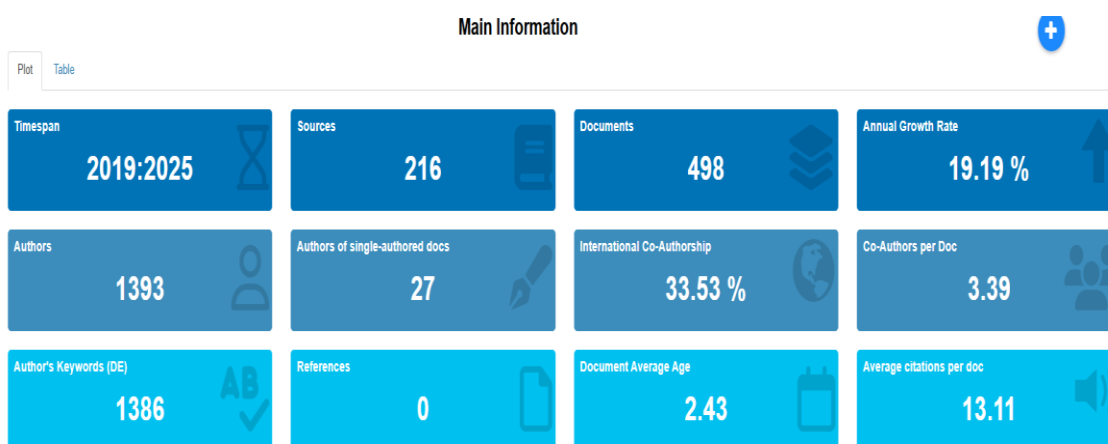 Main Information
Plot Table
Timespan
2019:2025
Sources
216
Documents
498
Annual Growth Rate
19.19 %
Authors
1393
Authors of single-authored docs
27
International Co-Authorship
33.53 %
Co-Authors per Doc
3.39
Author's Keywords (DE)
1386
AB
References
0
Document Average Age
2.43
Average citations per doc
13.11